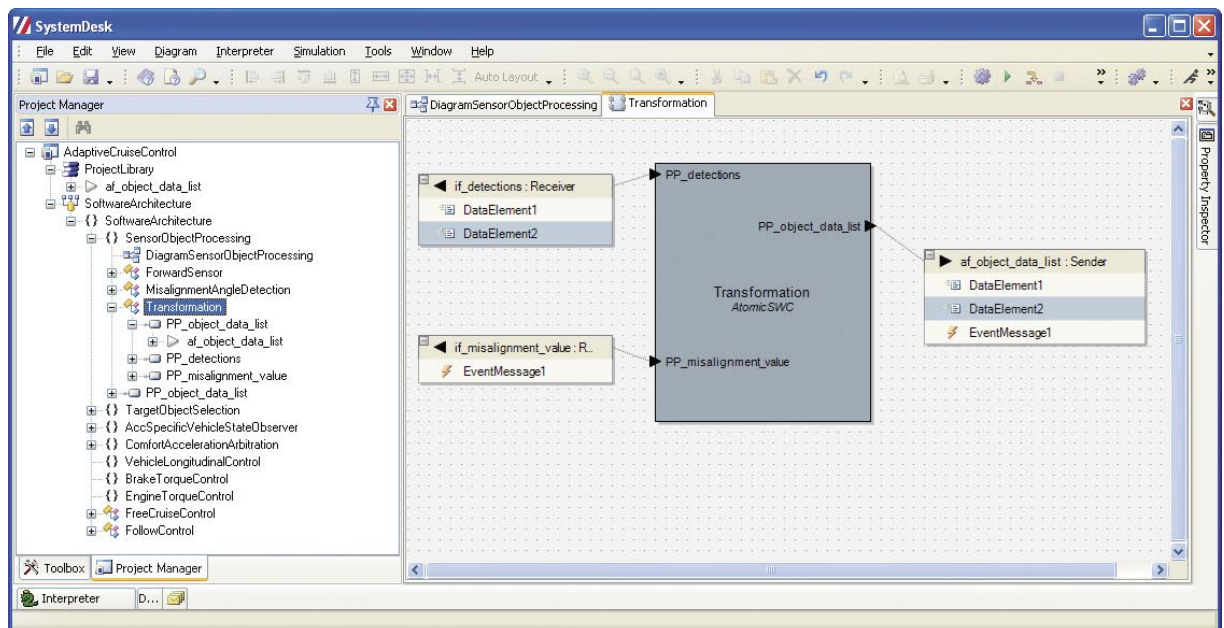 SystemDesk
File Edit View Diagram Interpreter Simulation Tools Window Help
Auto Layout
Project Manager
DiagramSensorObjectProcessing
Transformation
AdaptiveCruiseControl
ProjectLibrary
af_object_data_list
SoftwareArchitecture
{} SoftwareArchitecture
{} SensorObjectProcessing
DiagramSensorObjectProcessing
ForwardSensor
MisalignmentAngleDetection
Transformation
PP_object_data_list
af_object_data_list
PP_detections
PP_misalignment_value
PP_object_data_list
{} TargetObjectSelection
{} AccSpecificVehicleStateObserver
{} ComfortAccelerationArbitration
{} VehicleLongitudinalControl
{} BrakeTorqueControl
{} EngineTorqueControl
FreeCruiseControl
FollowControl
Toolbox
Project Manager
Interpreter
D...
if_detections : Receiver
DataElement1
DataElement2
if_misalignment_value : R..
EventMessage1
PP_detections
PP_object_data_list
Transformation
AtomicSWC
PP_misalignment_value
af_object_data_list : Sender
DataElement1
DataElement2
EventMessage1
Property Inspector